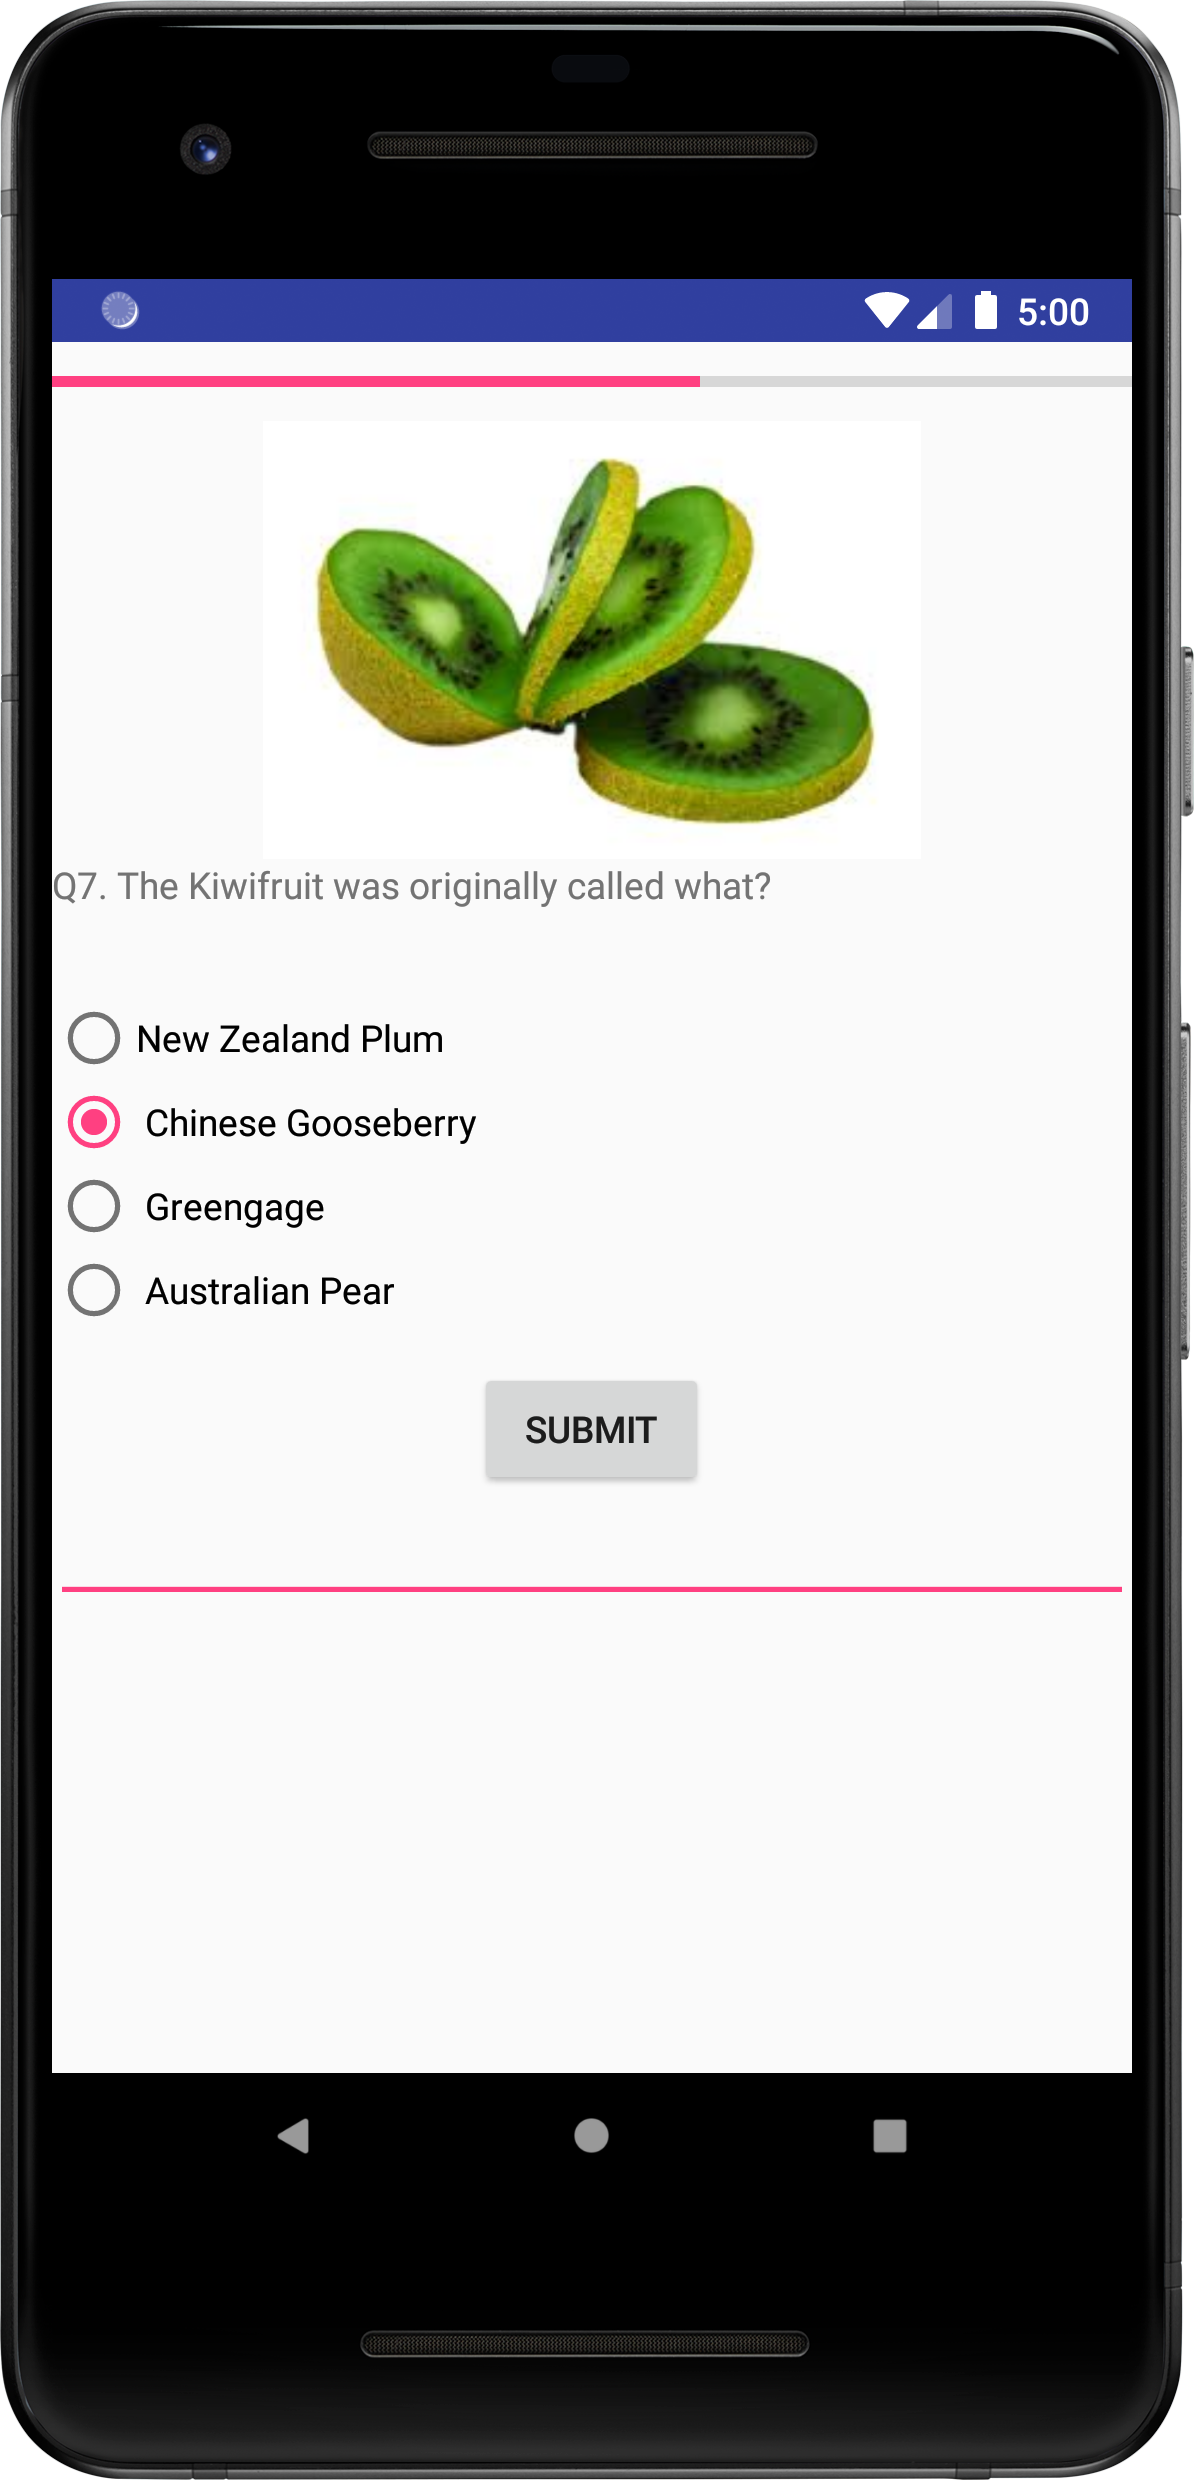 5:00
Q7. The Kiwifruit was originally called what?
New Zealand Plum
Chinese Gooseberry
Greengage
Australian Pear
SUBMIT